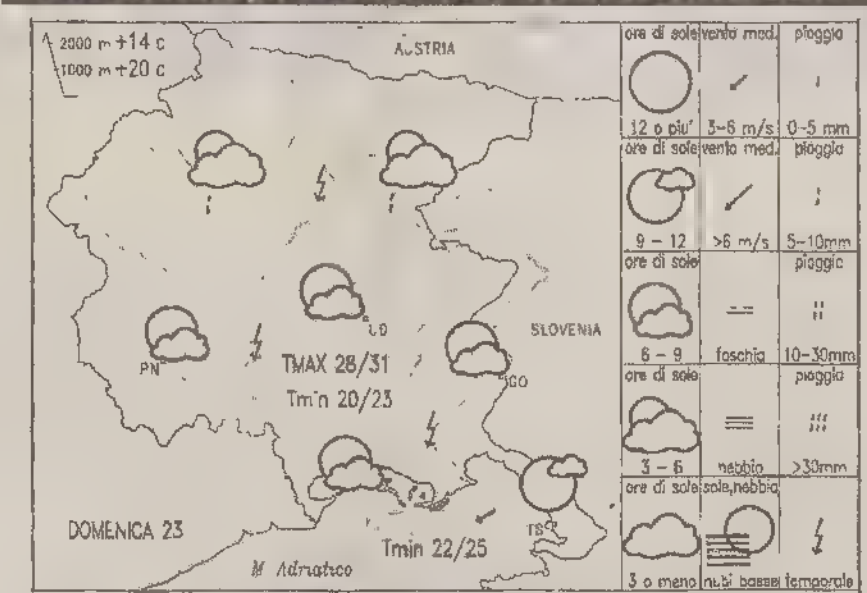 2000 m +14 c
1000 m +20 c
AUSTRIA
SLOVENIA
PN
UD
GO
TMAX 28/31
Tmin 20/23
TS
Tmin 22/25
DOMENICA 23
M Adriatico
ore di sole vento med. pioggia
12 o piu' 3-6 m/s 0-5 mm
ore di sole vento med. pioggia
9 - 12 >6 m/s 5-10mm
ore di sole pioggia
6 - 9 foschia 10-30mm
ore di sole pioggia
3 - 6 nebbia >30mm
ore di sole sole,nebbia
3 o meno nubi basse temporale